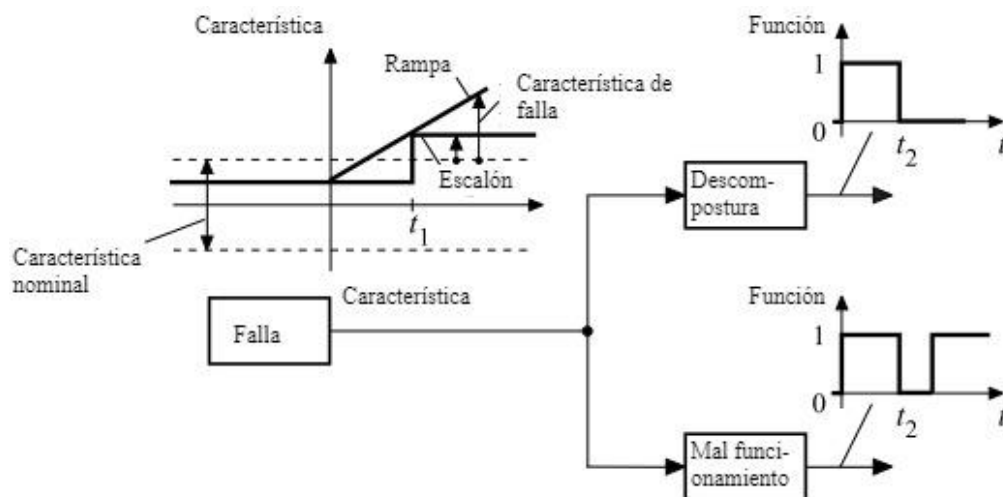 Característica
Rampa
Característica de
falla
Escalón
t1
Característica
nominal
Característica
Falla
Función
1
0
t2
t
Descom-
postura
Función
1
0
t2
t
Mal funci-
onamiento